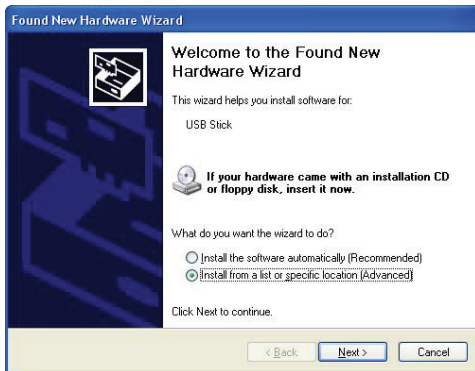 Found New Hardware Wizard
Welcome to the Found New
Hardware Wizard
This wizard helps you install software for:
USB Stick
If your hardware came with an installation CD
or floppy disk, insert it now.
What do you want the wizard to do?
Install the software automatically (Recommended)
Install from a list or specific location (Advanced)
Click Next to continue.
< Back Next > Cancel